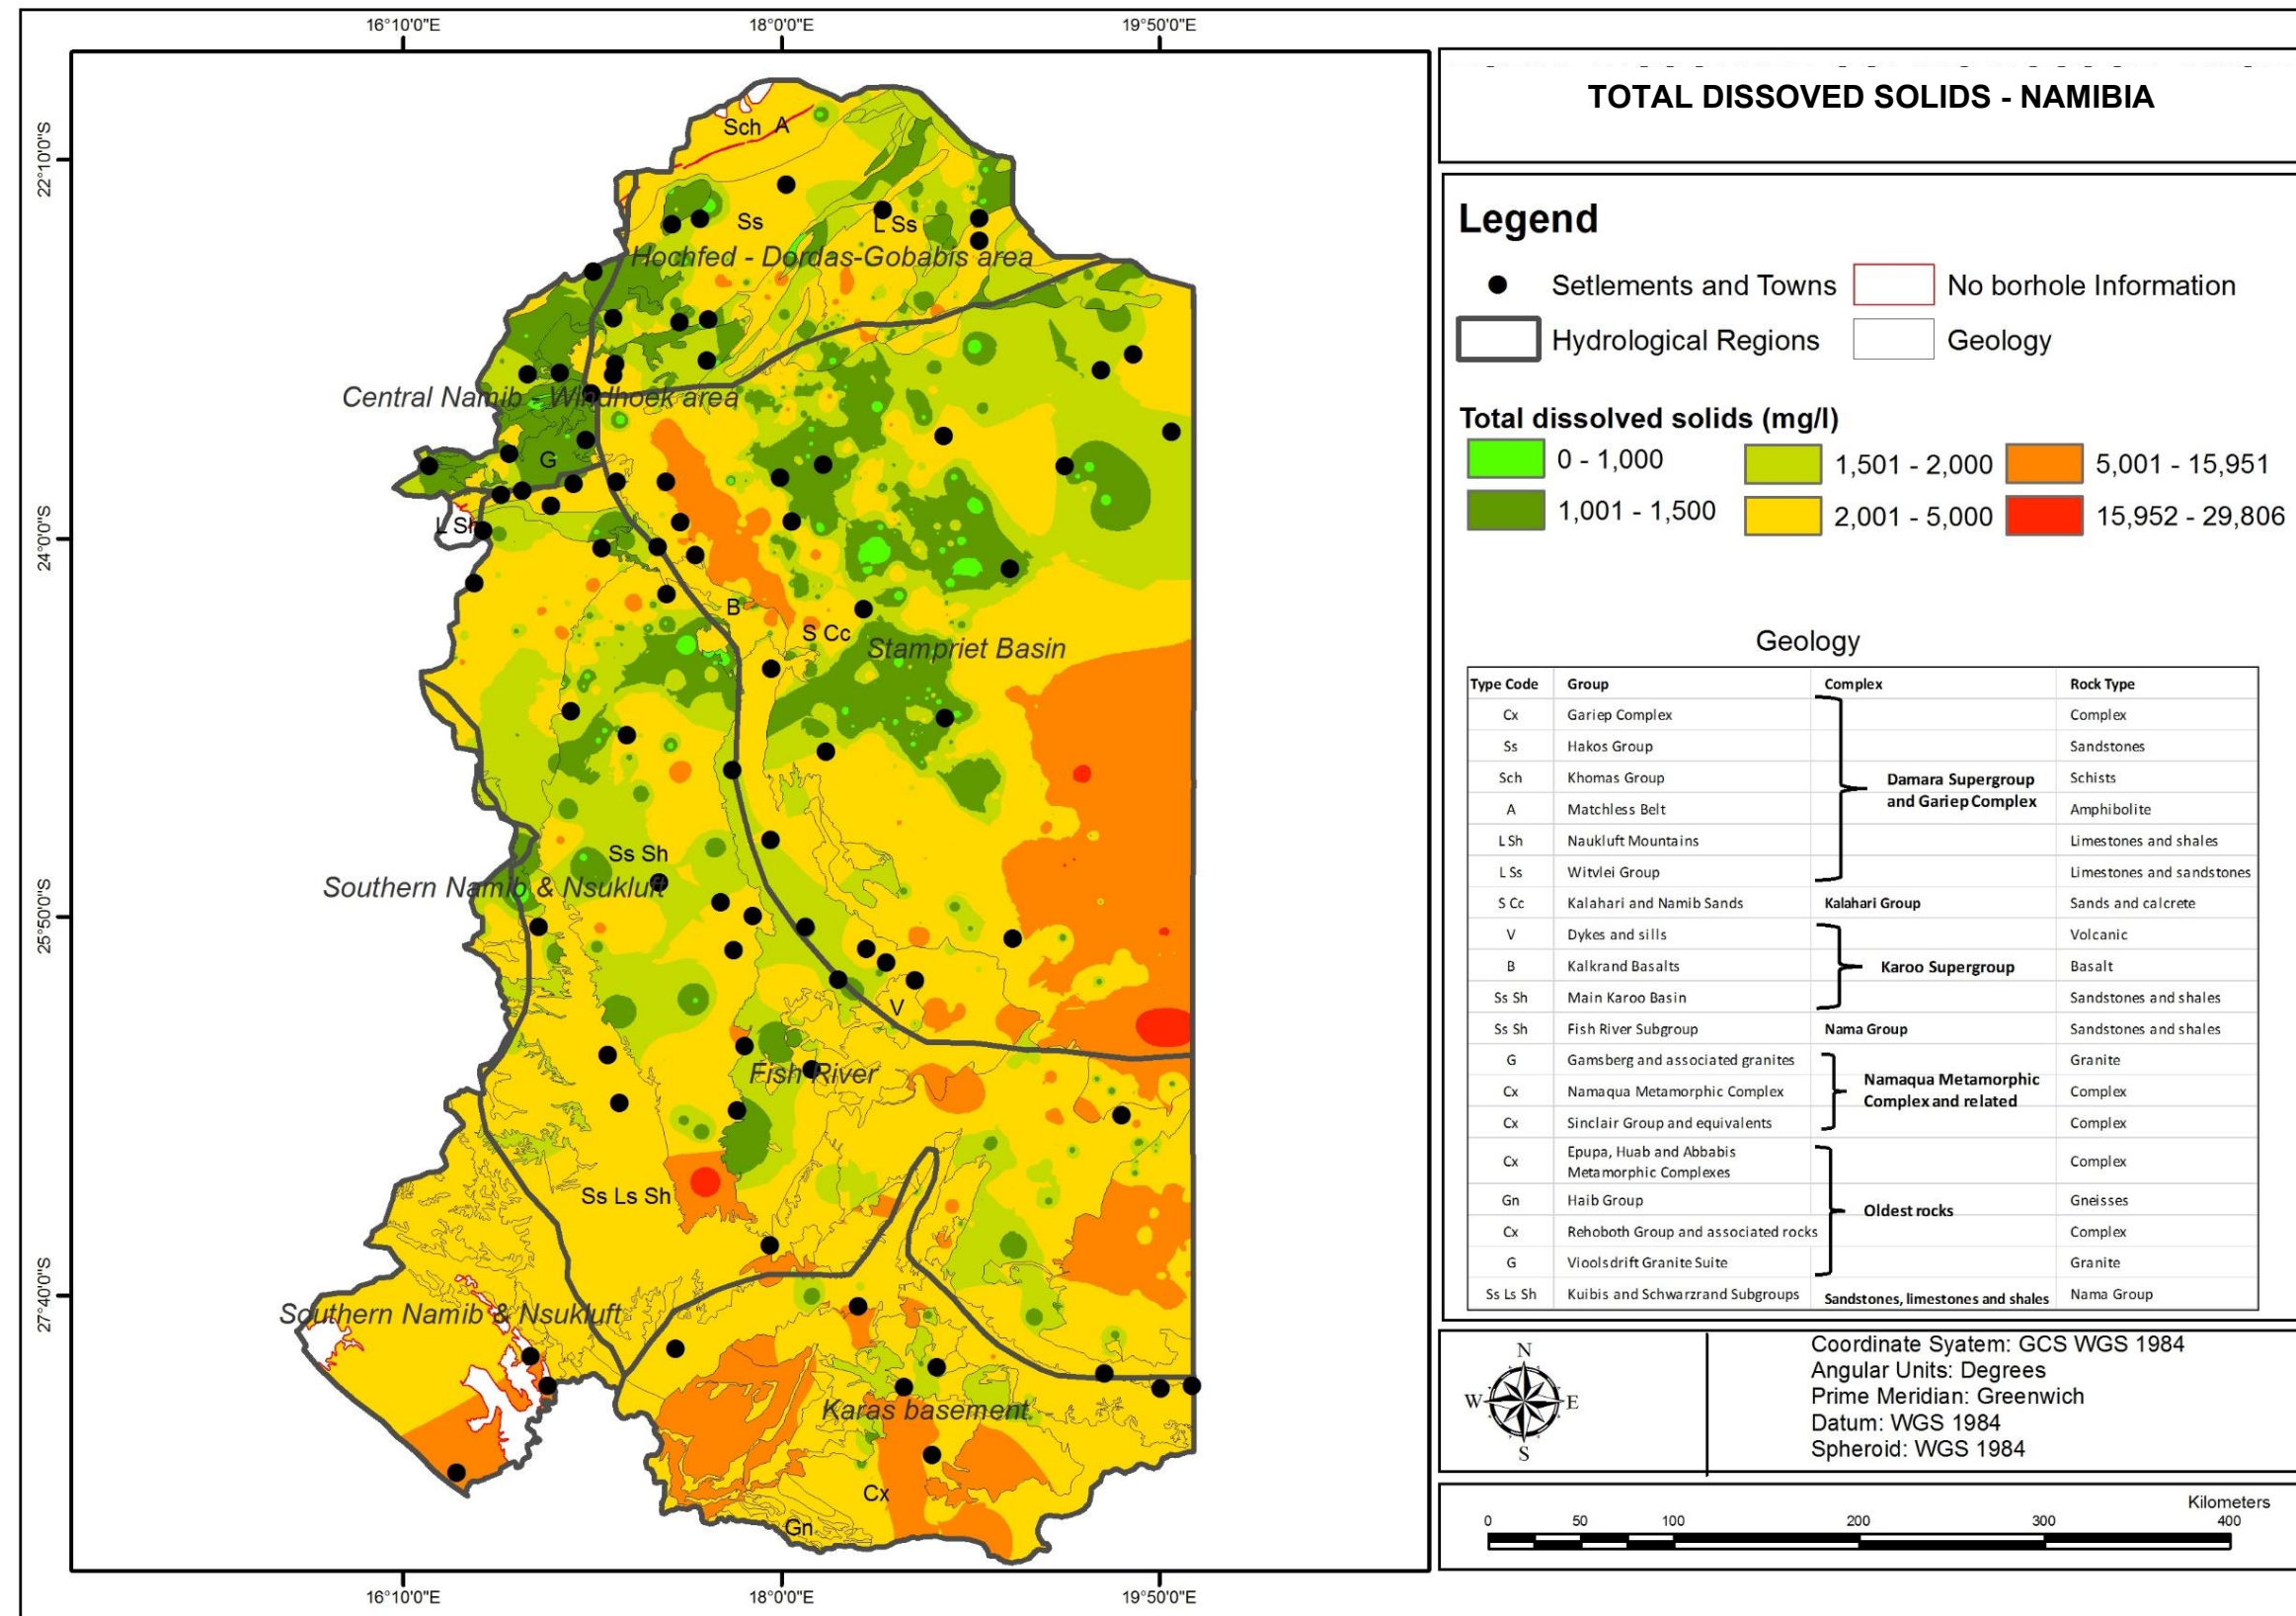 16°10'0"E 18°0'0"E 19°50'0"E
22°10'0"S
24°0'0"S
25°50'0"S
27°40'0"S
Sch A
Ss
L Ss
Hochfed - Dordas-Gobabis area
Central Namib - Windhoek area
G
L Sh
B
S Cc
Stampriet Basin
Ss Sh
Southern Namib & Nsukluft
V
Fish River
Ss Ls Sh
Southern Namib & Nsukluft
Karas basement
Cx
Gn
16°10'0"E 18°0'0"E 19°50'0"E
TOTAL DISSOVED SOLIDS - NAMIBIA
Legend
Setlements and Towns No borhole Information
Hydrological Regions Geology
Total dissolved solids (mg/l)
0 - 1,000 1,501 - 2,000 5,001 - 15,951
1,001 - 1,500 2,001 - 5,000 15,952 - 29,806
Geology
Type Code Group Complex Rock Type
Cx Gariep Complex Complex
Ss Hakos Group Sandstones
Sch Khomas Group Schists
Damara Supergroup
and Gariep Complex
A Matchless Belt Amphibolite
L Sh Naukluft Mountains Limestones and shales
L Ss Witvlei Group Limestones and sandstones
S Cc Kalahari and Namib Sands Kalahari Group Sands and calcrete
V Dykes and sills Volcanic
B Kalkrand Basalts Karoo Supergroup Basalt
Ss Sh Main Karoo Basin Sandstones and shales
Ss Sh Fish River Subgroup Nama Group Sandstones and shales
G Gamsberg and associated granites Granite
Cx Namaqua Metamorphic Complex Complex
Namaqua Metamorphic
Complex and related
Cx Sinclair Group and equivalents Complex
Cx Epupa, Huab and Abbabis Complex
Metamorphic Complexes
Gn Haib Group Gneisses
Oldest rocks
Cx Rehoboth Group and associated rocks Complex
G Vioolsdrift Granite Suite Granite
Ss Ls Sh Kuibis and Schwarzrand Subgroups Sandstones, limestones and shales Nama Group
N
W E
S
Coordinate Syatem: GCS WGS 1984
Angular Units: Degrees
Prime Meridian: Greenwich
Datum: WGS 1984
Spheroid: WGS 1984
Kilometers
0 50 100 200 300 400